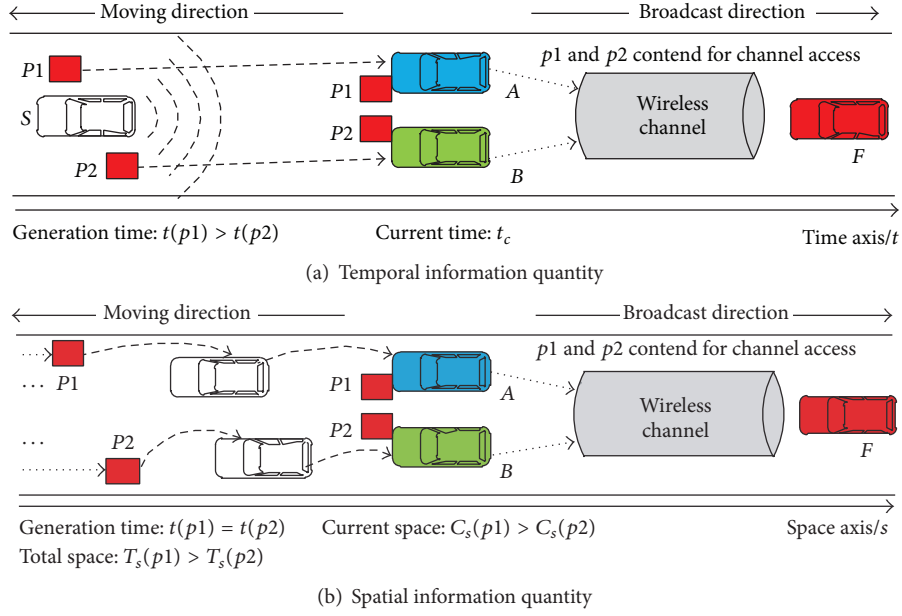 Moving direction
Broadcast direction
P1
p1 and p2 contend for channel access
S
P1
A
Wireless
channel
P2
P2
B
F
Generation time: t(p1) > t(p2)
Current time: t_c
Time axis/t
(a) Temporal information quantity
Moving direction
Broadcast direction
p1 and p2 contend for channel access
... P1
P1
A
Wireless
channel
P2
P2
...
B
F
Generation time: t(p1) = t(p2)
Current space: C_s(p1) > C_s(p2)
Space axis/s
Total space: T_s(p1) > T_s(p2)
(b) Spatial information quantity